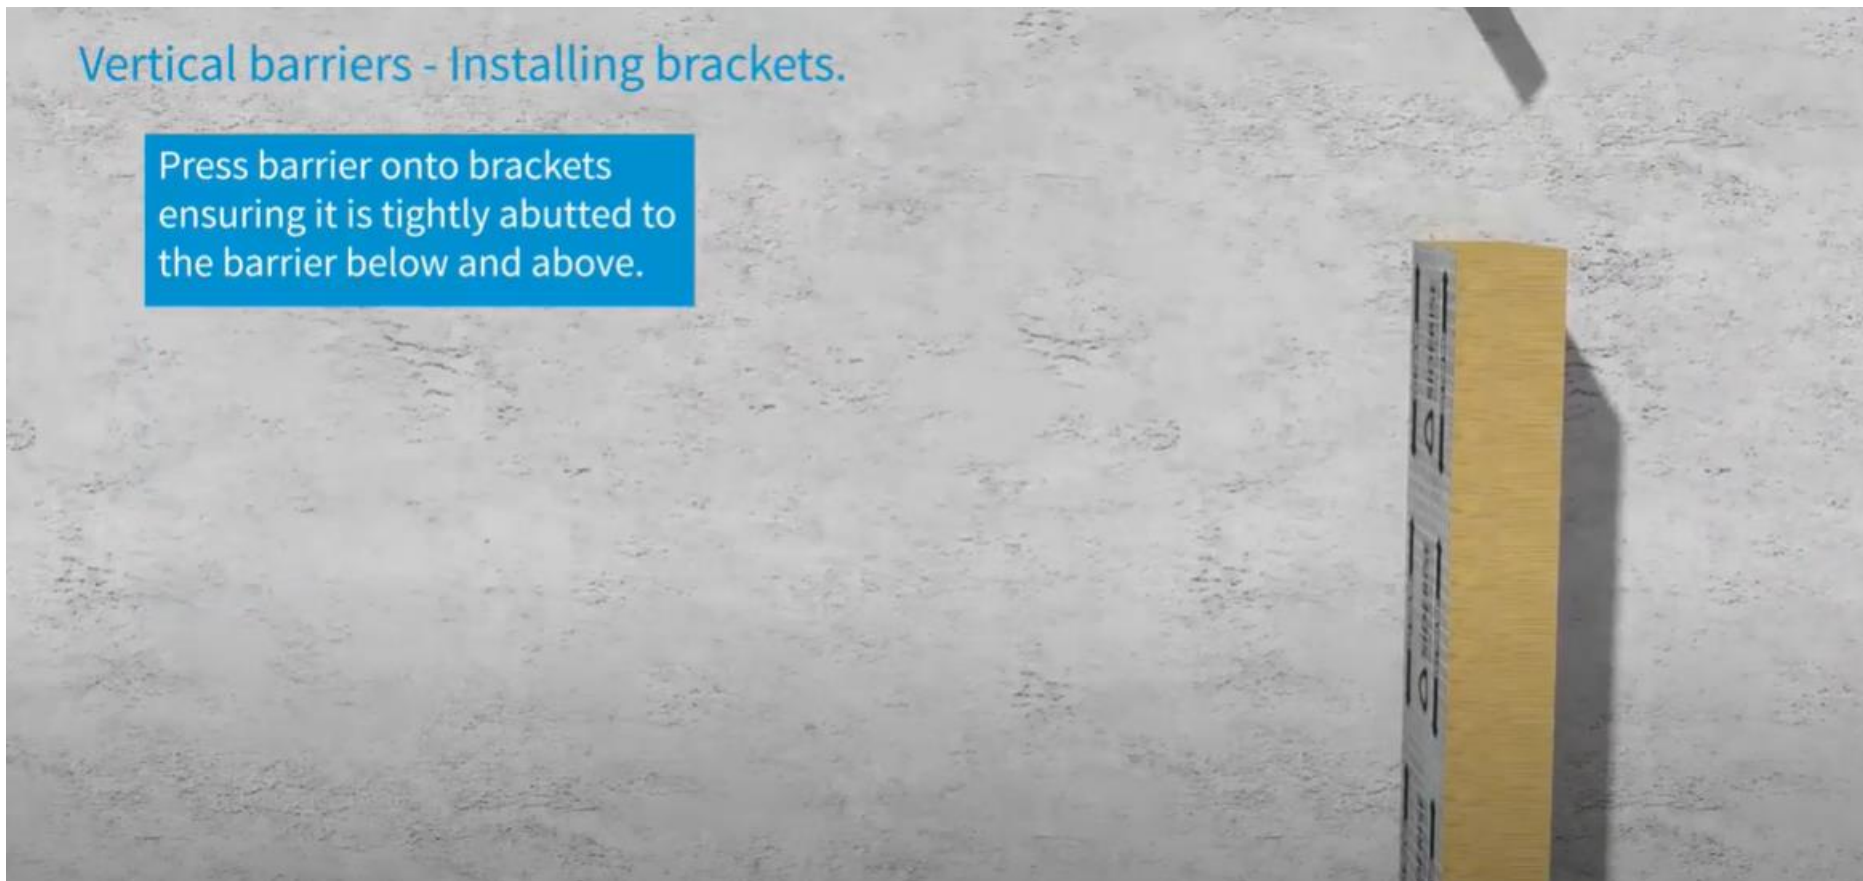 Vertical barriers - Installing brackets.
Press barrier onto brackets
ensuring it is tightly abutted to
the barrier below and above.